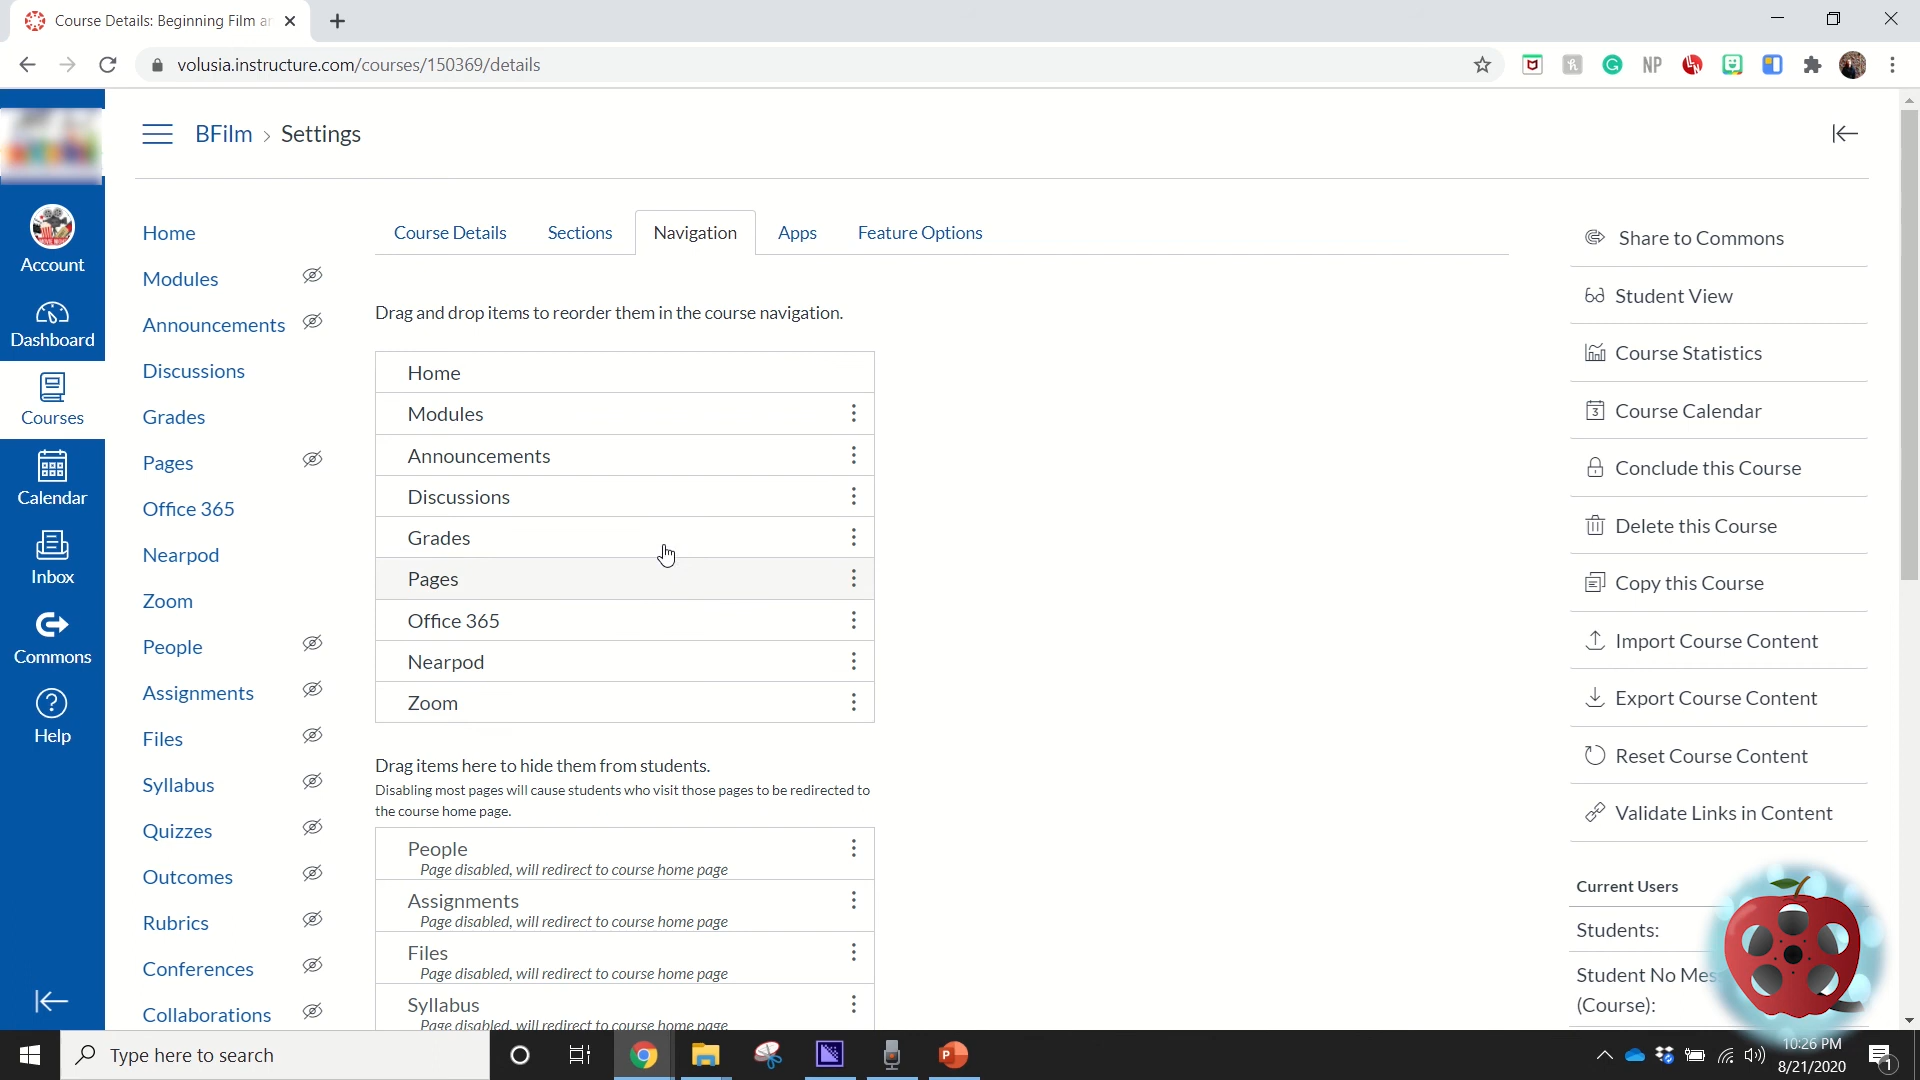 Course Details: Beginning Film an
volusia.instructure.com/courses/150369/details
NP
BFilm > Settings
Account
Dashboard
Courses
Calendar
Inbox
Commons
Help
Home
Modules
Announcements
Discussions
Grades
Pages
Office 365
Nearpod
Zoom
People
Assignments
Files
Syllabus
Quizzes
Outcomes
Rubrics
Conferences
Collaborations
Course Details
Sections
Navigation
Apps
Feature Options
Drag and drop items to reorder them in the course navigation.
Home
Modules
Announcements
Discussions
Grades
Pages
Office 365
Nearpod
Zoom
Drag items here to hide them from students.
Disabling most pages will cause students who visit those pages to be redirected to
the course home page.
People
Page disabled, will redirect to course home page
Assignments
Page disabled, will redirect to course home page
Files
Page disabled, will redirect to course home page
Syllabus
Page disabled, will redirect to course home page
Share to Commons
Student View
Course Statistics
Course Calendar
Conclude this Course
Delete this Course
Copy this Course
Import Course Content
Export Course Content
Reset Course Content
Validate Links in Content
Current Users
Students:
Student No Mes
(Course):
Type here to search
10:26 PM
8/21/2020
1